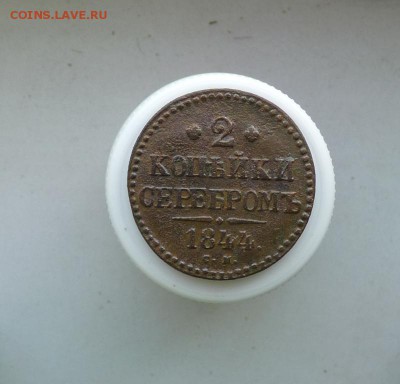 COINS.LAVE.RU
2
КОПѢЙКИ
СЕРЕБРОМЪ
1844.
С. М.